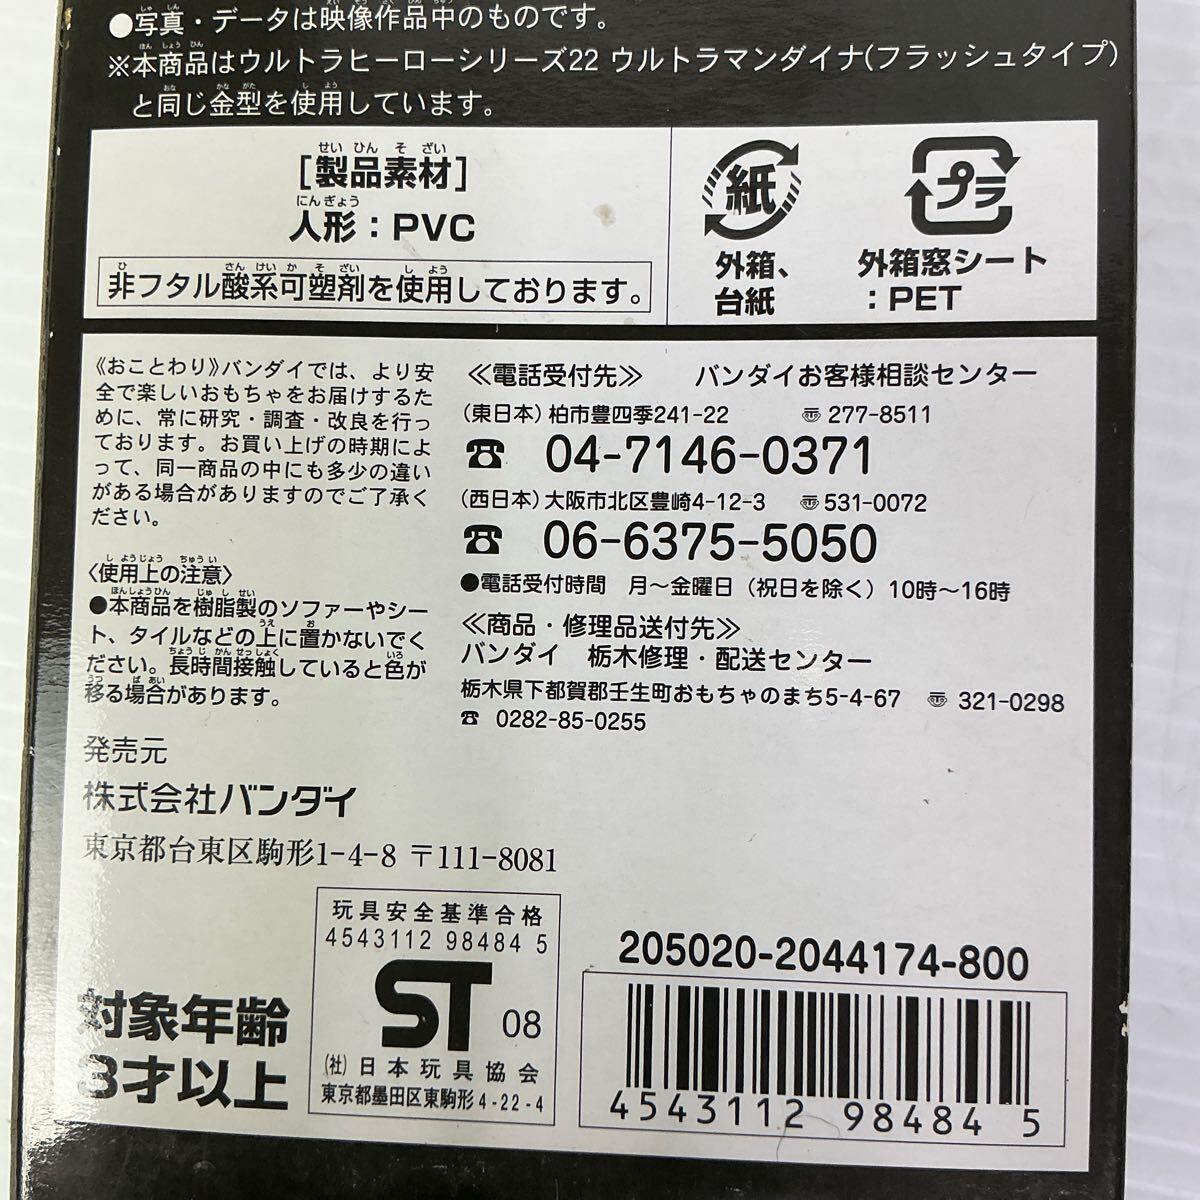 ●写真・データは映像作品中のものです。
※本商品はウルトラヒーローシリーズ22 ウルトラマンダイナ(フラッシュタイプ)
と同じ金型を使用しています。
[製品素材]
人形：PVC
非フタル酸系可塑剤を使用しております。
紙
外箱、
台紙
プラ
外箱窓シート
：PET
《おことわり》バンダイでは、より安
全で楽しいおもちゃをお届けするた
めに、常に研究・調査・改良を行っ
ております。お買い上げの時期によ
って、同一商品の中にも多少の違い
がある場合がありますのでご了承く
ださい。
〈使用上の注意〉
●本商品を樹脂製のソファーやシー
ト、タイルなどの上に置かないでく
ださい。長時間接触していると色が
移る場合があります。
≪電話受付先≫ バンダイお客様相談センター
(東日本) 柏市豊四季241-22 〠277-8511
☎ 04-7146-0371
(西日本) 大阪市北区豊崎4-12-3 〠531-0072
☎ 06-6375-5050
●電話受付時間 月～金曜日（祝日を除く）10時～16時
≪商品・修理品送付先≫
バンダイ 栃木修理・配送センター
栃木県下都賀郡壬生町おもちゃのまち5-4-67 〠 321-0298
☎ 0282-85-0255
発売元
株式会社バンダイ
東京都台東区駒形1-4-8 〒111-8081
対象年齢
3才以上
玩具安全基準合格
4543112 98484 5
ST 08
(社) 日本玩具協会
東京都墨田区東駒形 4-22-4
205020-2044174-800
4543112 984845